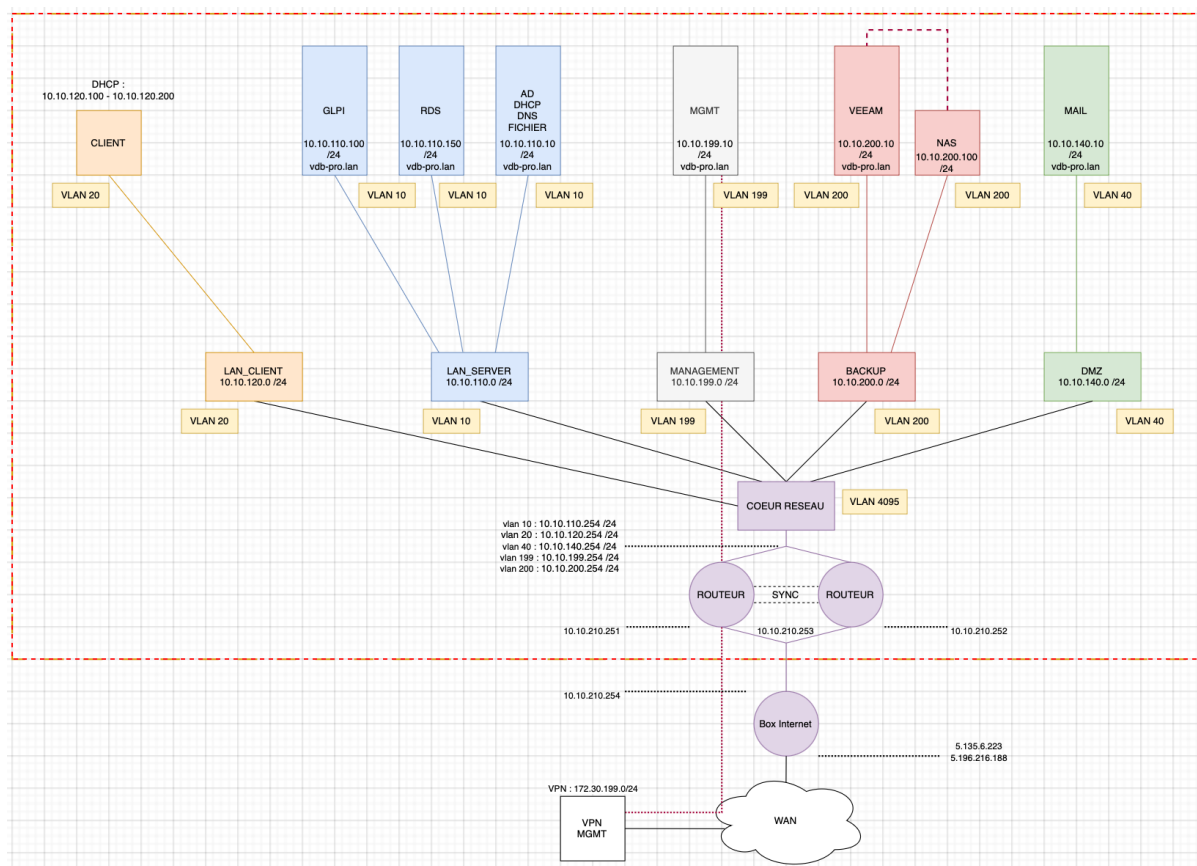 DHCP :
10.10.120.100 - 10.10.120.200
CLIENT
VLAN 20
GLPI
10.10.110.100
/24
vdb-pro.lan
VLAN 10
RDS
10.10.110.150
/24
vdb-pro.lan
VLAN 10
AD
DHCP
DNS
FICHIER
10.10.110.10
/24
vdb-pro.lan
VLAN 10
MGMT
10.10.199.10
/24
vdb-pro.lan
VLAN 199
VEEAM
10.10.200.10
/24
vdb-pro.lan
VLAN 200
NAS
10.10.200.100
/24
VLAN 200
MAIL
10.10.140.10
/24
vdb-pro.lan
VLAN 40
LAN_CLIENT
10.10.120.0 /24
VLAN 20
LAN_SERVER
10.10.110.0 /24
VLAN 10
MANAGEMENT
10.10.199.0 /24
VLAN 199
BACKUP
10.10.200.0 /24
VLAN 200
DMZ
10.10.140.0 /24
VLAN 40
COEUR RESEAU
VLAN 4095
vlan 10 : 10.10.110.254 /24
vlan 20 : 10.10.120.254 /24
vlan 40 : 10.10.140.254 /24
vlan 199 : 10.10.199.254 /24
vlan 200 : 10.10.200.254 /24
ROUTEUR
SYNC
ROUTEUR
10.10.210.251
10.10.210.253
10.10.210.252
10.10.210.254
Box Internet
5.135.6.223
5.196.216.188
VPN : 172.30.199.0/24
VPN
MGMT
WAN